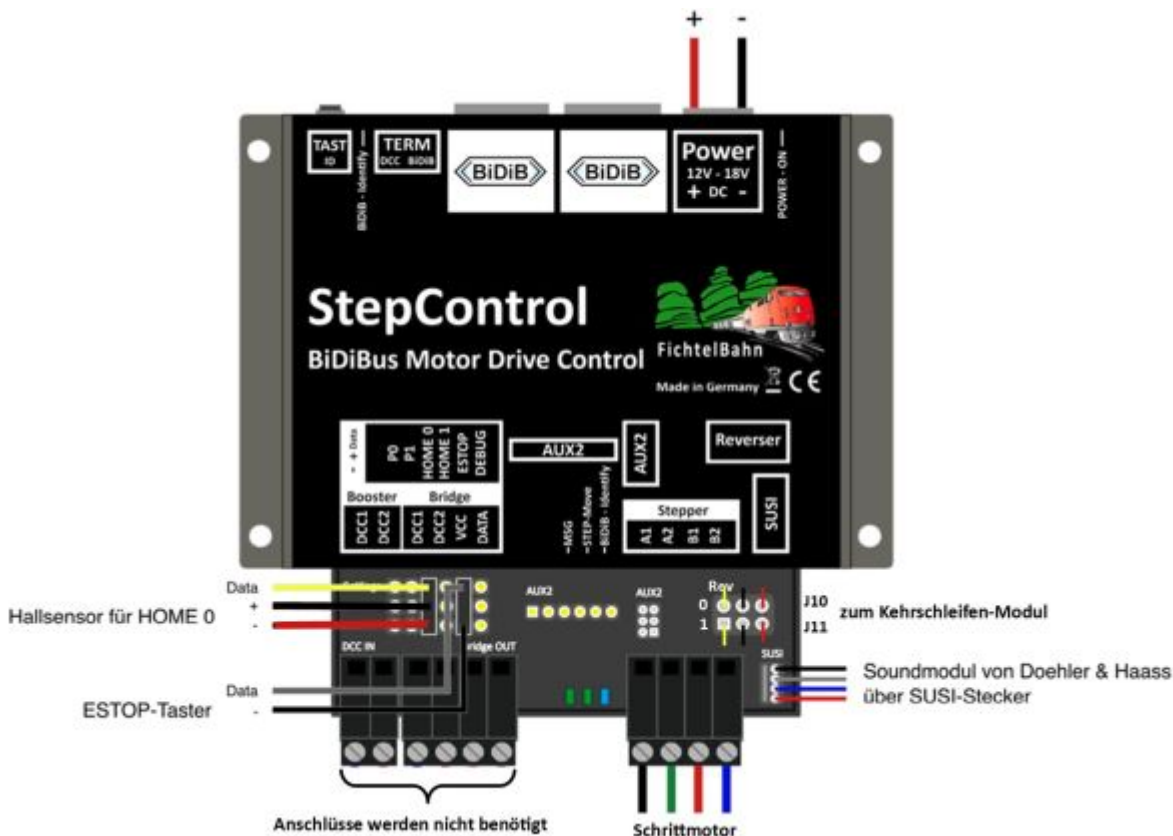 + -
TAST
ID
BiDiB - Identify
TERM
DCC BiDiB
BiDiB
BiDiB
Power
12V - 18V
+ DC -
POWER - ON
StepControl
BiDiBus Motor Drive Control
FichtelBahn
Made in Germany CE
- + Data
P0
P1
HOME 0
HOME 1
ESTOP
DEBUG
Booster
Bridge
DCC1
DCC2
DCC1
DCC2
VCC
DATA
AUX2
AUX2
Reverser
-MSG
-STEP-Move
-BiDiB - Identify
Stepper
A1
A2
B1
B2
SUSI
Data
+
-
Hallsensor für HOME 0
AUX2
AUX2
Rev
0
1
J10
J11
zum Kehrschleifen-Modul
DCC IN
ridge OUT
SUSI
Soundmodul von Doehler & Haass
über SUSI-Stecker
Data
-
ESTOP-Taster
Anschlüsse werden nicht benötigt
Schrittmotor